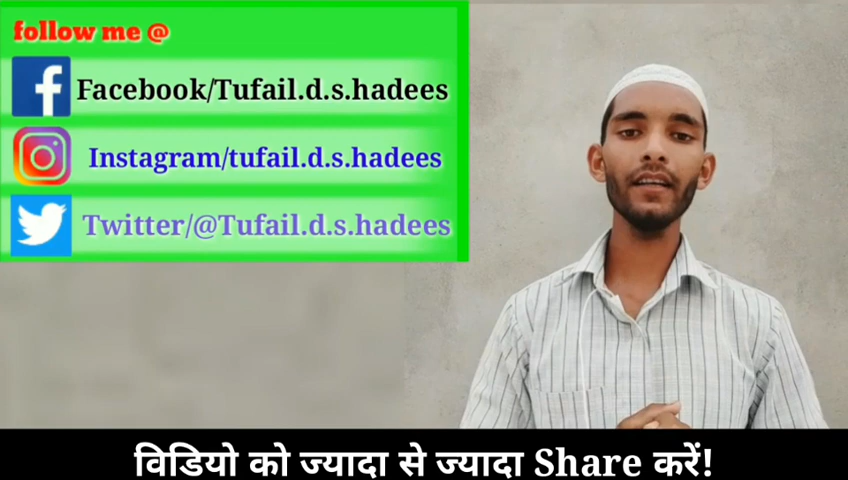 follow me @
Facebook/Tufail.d.s.hadees
Instagram/tufail.d.s.hadees
Twitter/@Tufail.d.s.hadees
विडियो को ज्यादा से ज्यादा Share करें!